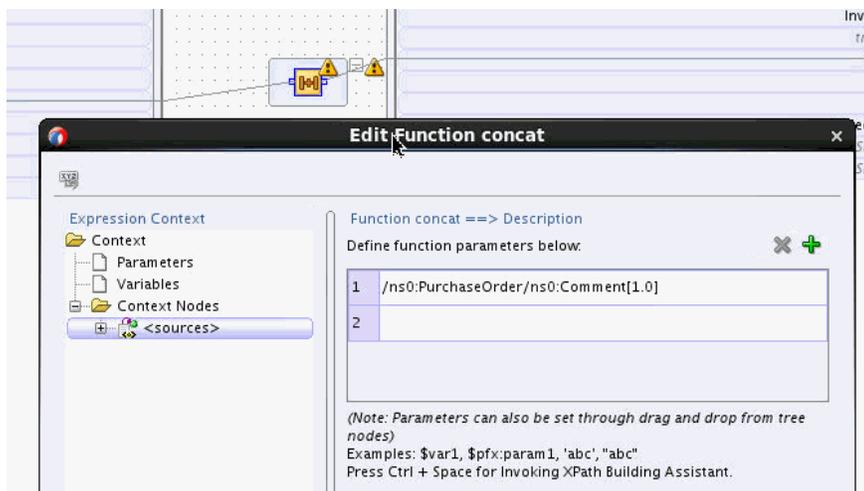 Inv
Edit Function concat
Expression Context
Function concat ==> Description
Context
Define function parameters below:
Parameters
1 /ns0:PurchaseOrder/ns0:Comment[1.0]
Variables
Context Nodes
2
<sources>
(Note: Parameters can also be set through drag and drop from tree
nodes)
Examples: $var1, $pfx:param1, 'abc', "abc"
Press Ctrl + Space for Invoking XPath Building Assistant.